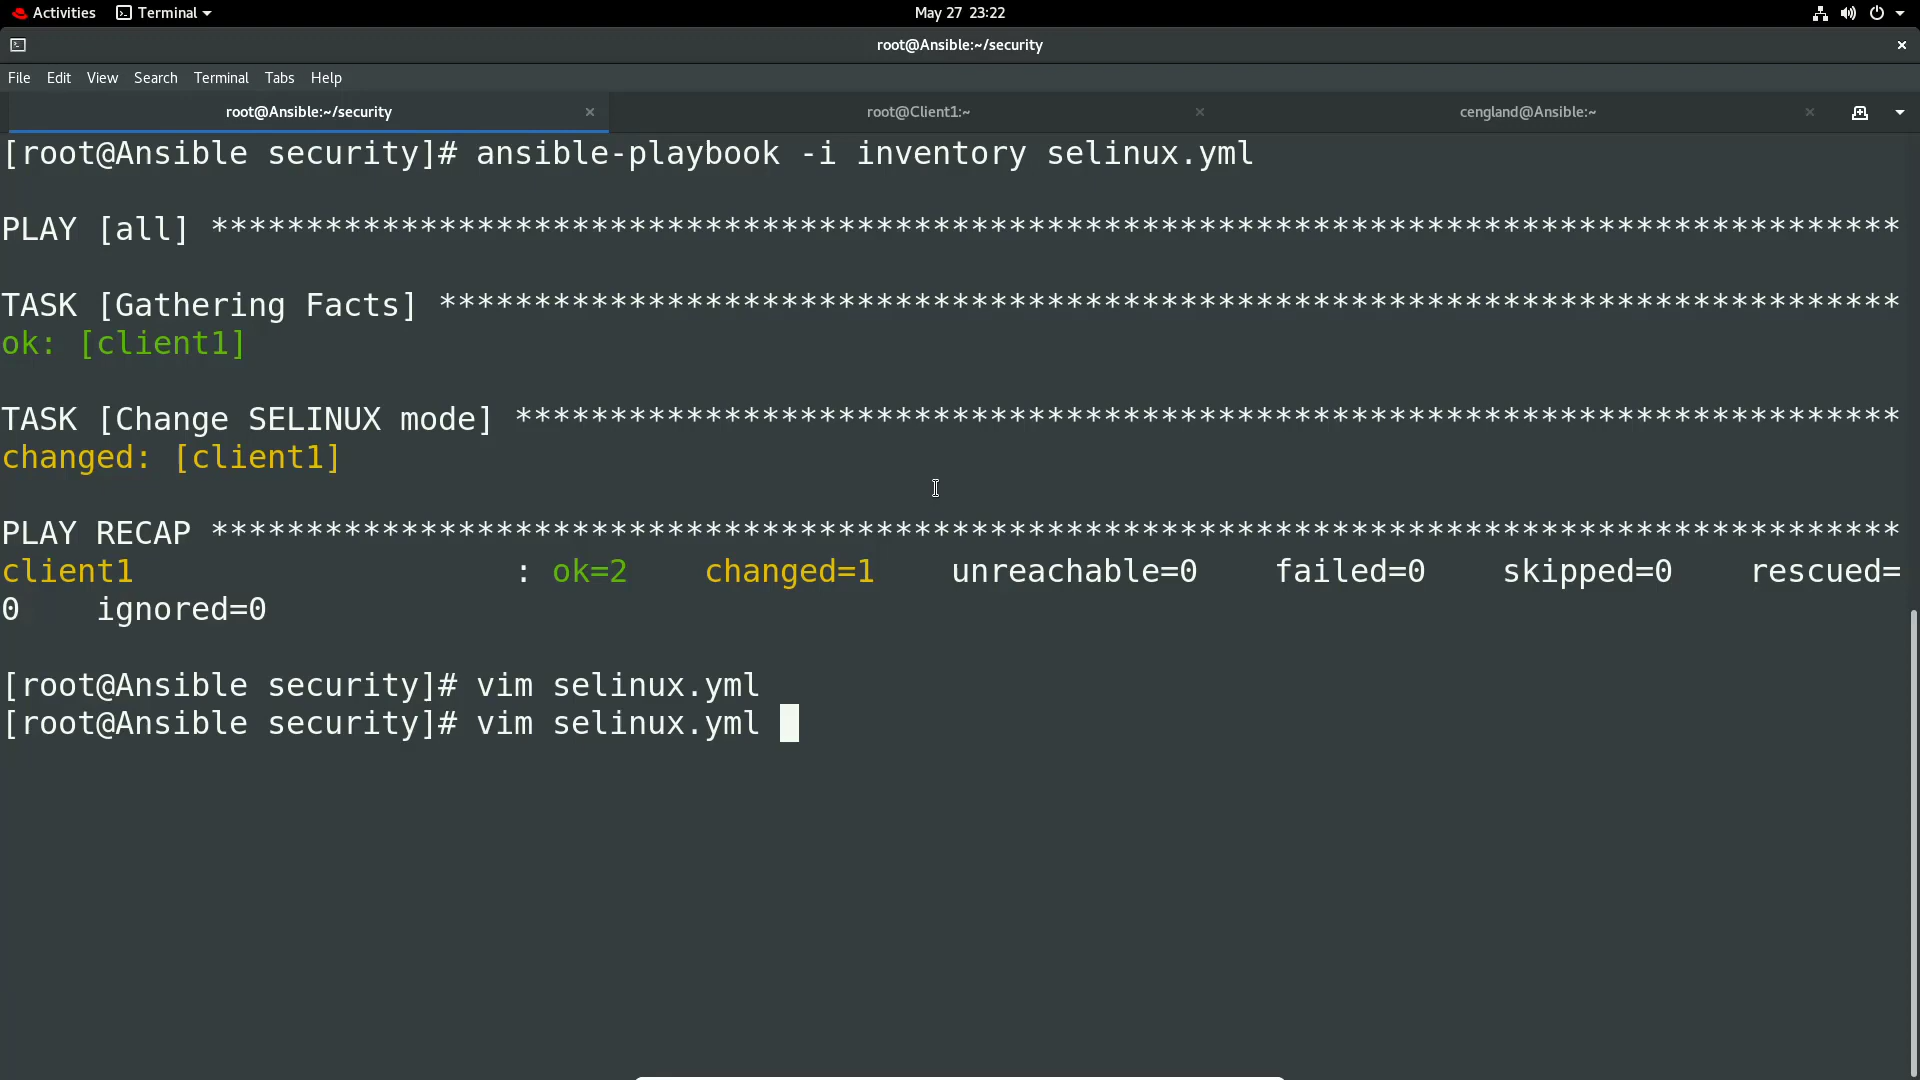 Activities Terminal May 27 23:22
root@Ansible:~/security
File Edit View Search Terminal Tabs Help
root@Ansible:~/security × root@Client1:~ × cengland@Ansible:~ ×
[root@Ansible security]# ansible-playbook -i inventory selinux.yml
PLAY [all] *****************************************************************************************
TASK [Gathering Facts] *****************************************************************************
ok: [client1]
TASK [Change SELINUX mode] *************************************************************************
changed: [client1]
PLAY RECAP *****************************************************************************************
client1 : ok=2 changed=1 unreachable=0 failed=0 skipped=0 rescued=
0 ignored=0
[root@Ansible security]# vim selinux.yml
[root@Ansible security]# vim selinux.yml